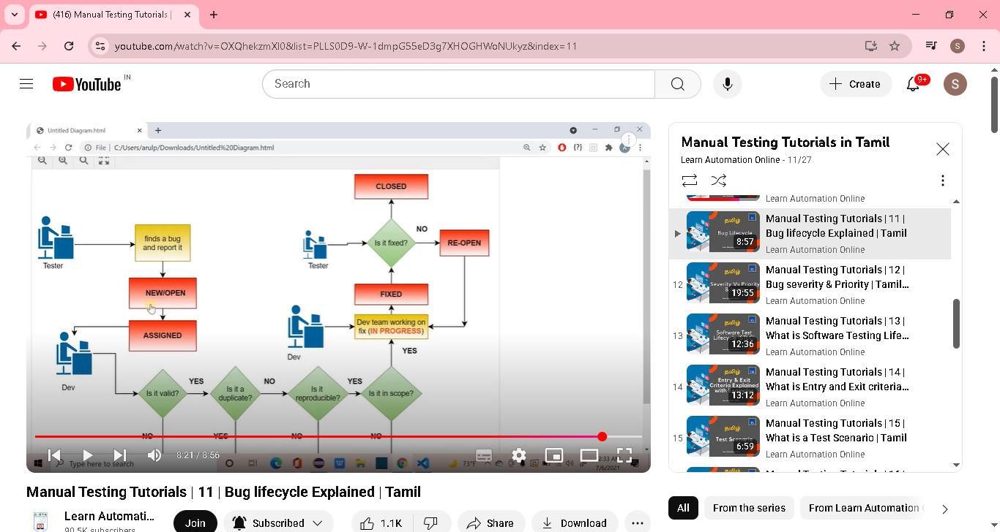 (416) Manual Testing Tutorials |
youtube.com/watch?v=OXQhekzmXl0&list=PLLS0D9-W-1dmpG55eD3g7XHOGHWoNUkyz&index=11
S
YouTube IN
Search
Create
9+
S
Untitled Diagram.html
File | C:/Users/arulp/Downloads/Untitled%20Diagram.html
CLOSED
Tester
finds a bug
and report it
Tester
Is it fixed?
NO
RE-OPEN
NEW/OPEN
FIXED
ASSIGNED
Dev team working on
fix (IN PROGRESS)
Dev
YES
Dev
Is it valid?
YES
Is it a
duplicate?
NO
Is it
reproducible?
YES
Is it in scope?
NO
YES
NO
NO
8:21 / 8:56
Type here to search
73°F
7/6/2021
Manual Testing Tutorials | 11 | Bug lifecycle Explained | Tamil
Learn Automati...
90.5K subscribers
Join
Subscribed
1.1K
Share
Download
Manual Testing Tutorials in Tamil
Learn Automation Online - 11/27
Learn Automation Online
தமிழ்
Bug Lifecycle
8:57
Manual Testing Tutorials | 11 |
Bug lifecycle Explained | Tamil
Learn Automation Online
12
தமிழ்
Severity Vs Priority
19:55
Manual Testing Tutorials | 12 |
Bug severity & Priority | Tamil...
Learn Automation Online
13
தமிழ்
Software Test
12:36
Manual Testing Tutorials | 13 |
What is Software Testing Life...
Learn Automation Online
14
தமிழ்
Entry & Exit
Criteria Explained
13:12
Manual Testing Tutorials | 14 |
What is Entry and Exit criteria...
Learn Automation Online
15
தமிழ்
Test Scenario
6:59
Manual Testing Tutorials | 15 |
What is a Test Scenario | Tamil
Learn Automation Online
All
From the series
From Learn Automation